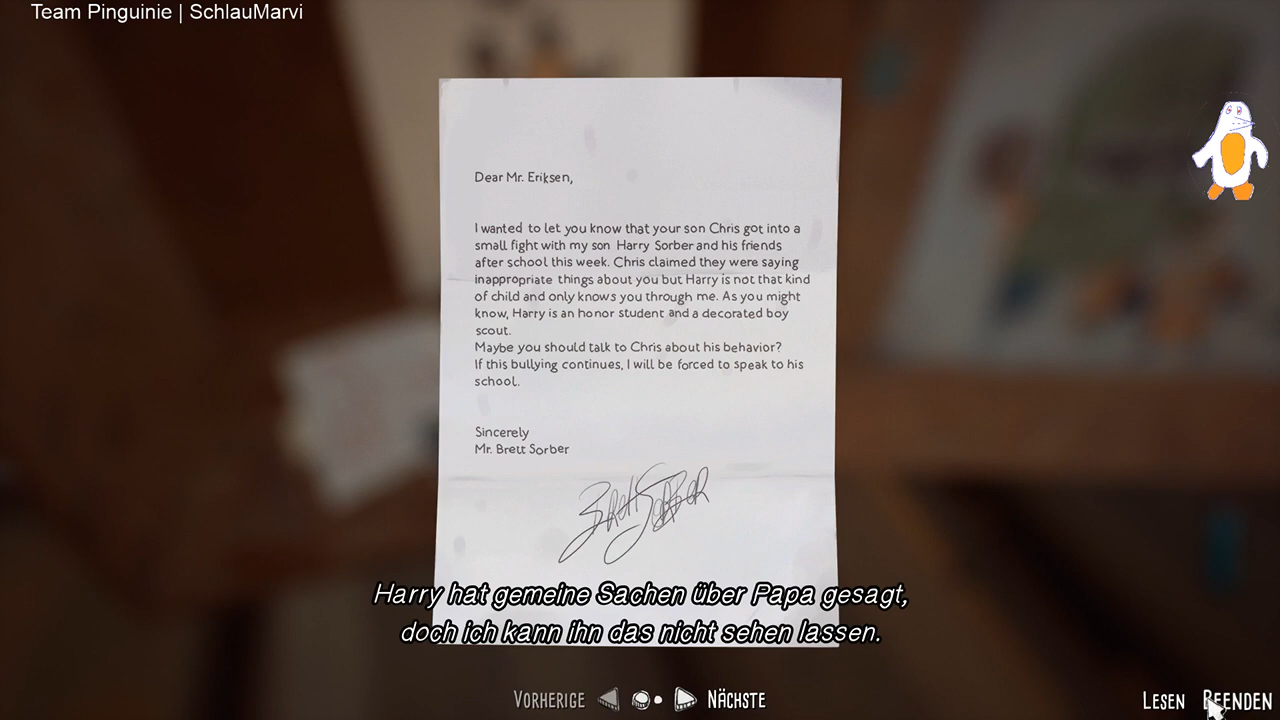 Team Pinguinie | SchlauMarvi
Dear Mr. Eriksen,
I wanted to let you know that your son Chris got into a
small fight with my son Harry Sorber and his friends
after school this week. Chris claimed they were saying
inappropriate things about you but Harry is not that kind
of child and only knows you through me. As you might
know, Harry is an honor student and a decorated boy
scout.
Maybe you should talk to Chris about his behavior?
If this bullying continues, I will be forced to speak to his
school.
Sincerely
Mr. Brett Sorber
Brett Sorber
Harry hat gemeine Sachen über Papa gesagt,
doch ich kann ihn das nicht sehen lassen.
VORHERIGE NÄCHSTE
LESEN BEENDEN